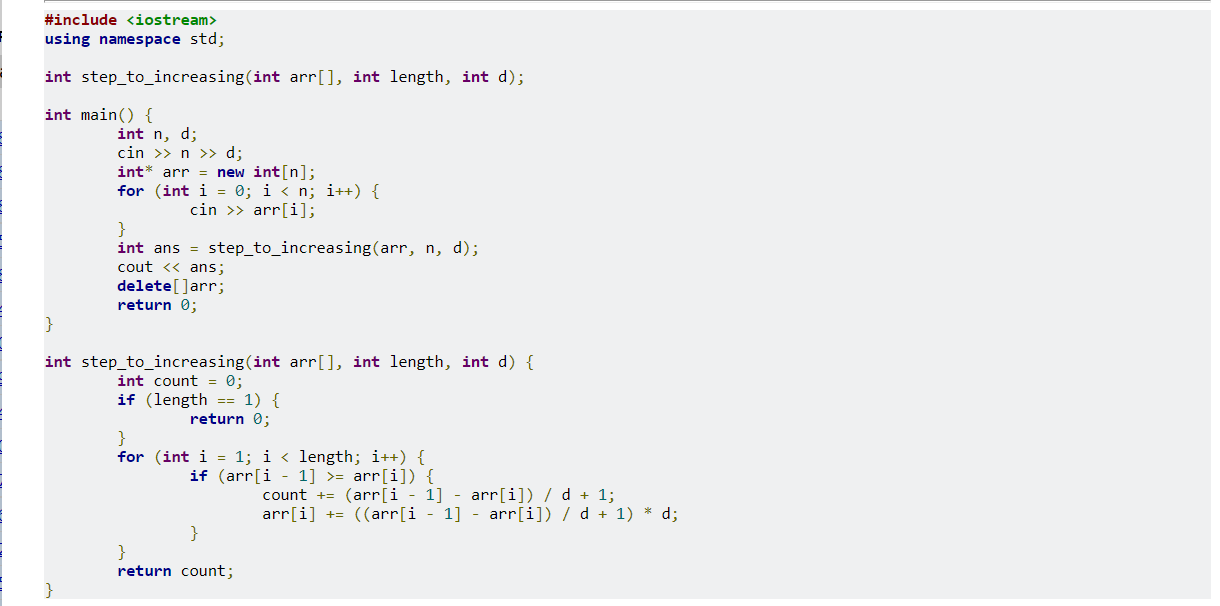 #include <iostream>
using namespace std;
int step_to_increasing(int arr[], int length, int d);
int main() {
int n, d;
cin >> n >> d;
int* arr = new int[n];
for (int i = 0; i < n; i++) {
cin >> arr[i];
}
int ans = step_to_increasing(arr, n, d);
cout << ans;
delete[]arr;
return 0;
}
int step_to_increasing(int arr[], int length, int d) {
int count = 0;
if (length == 1) {
return 0;
}
for (int i = 1; i < length; i++) {
if (arr[i - 1] >= arr[i]) {
count += (arr[i - 1] - arr[i]) / d + 1;
arr[i] += ((arr[i - 1] - arr[i]) / d + 1) * d;
}
}
return count;
}